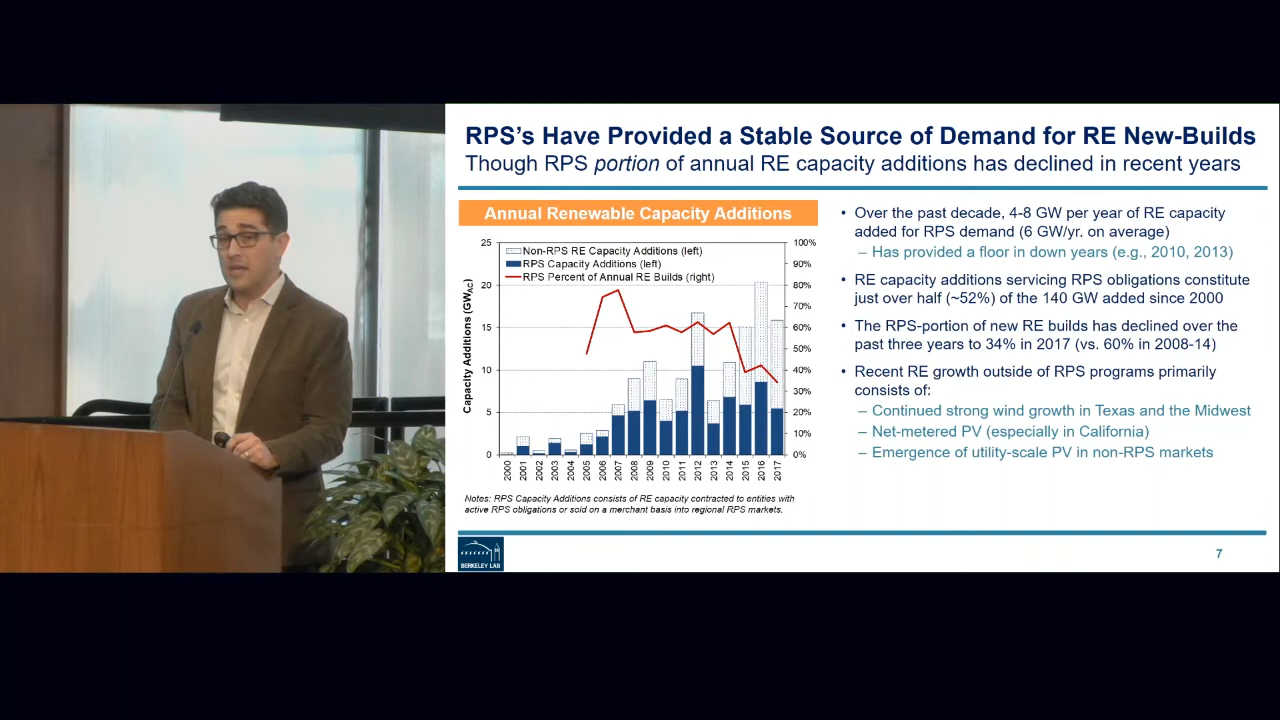 RPS's Have Provided a Stable Source of Demand for RE New-Builds
Though RPS portion of annual RE capacity additions has declined in recent years
Annual Renewable Capacity Additions
Capacity Additions (GWAC)
25
20
15
10
5
0
Non-RPS RE Capacity Additions (left)
RPS Capacity Additions (left)
RPS Percent of Annual RE Builds (right)
100%
90%
80%
70%
60%
50%
40%
30%
20%
10%
0%
2000 2001 2002 2003 2004 2005 2006 2007 2008 2009 2010 2011 2012 2013 2014 2015 2016 2017
Notes: RPS Capacity Additions consists of RE capacity contracted to entities with
active RPS obligations or sold on a merchant basis into regional RPS markets.
• Over the past decade, 4-8 GW per year of RE capacity
added for RPS demand (6 GW/yr. on average)
– Has provided a floor in down years (e.g., 2010, 2013)
• RE capacity additions servicing RPS obligations constitute
just over half (~52%) of the 140 GW added since 2000
• The RPS-portion of new RE builds has declined over the
past three years to 34% in 2017 (vs. 60% in 2008-14)
• Recent RE growth outside of RPS programs primarily
consists of:
– Continued strong wind growth in Texas and the Midwest
– Net-metered PV (especially in California)
– Emergence of utility-scale PV in non-RPS markets
BERKELEY LAB
7